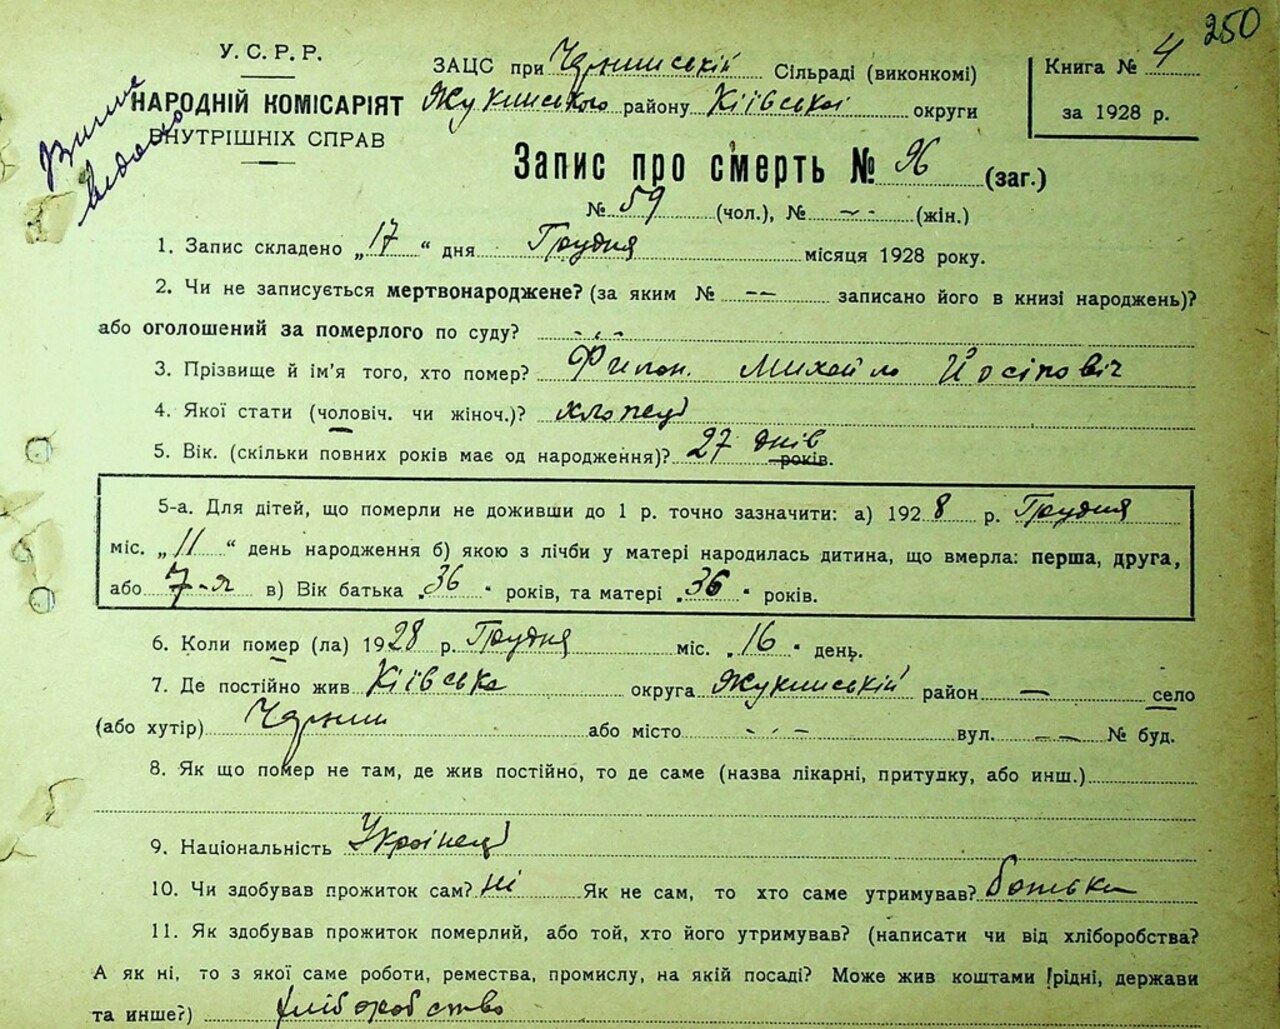 250
У.С.Р.Р.
НАРОДНІЙ КОМІСАРІЯТ
ВНУТРІШНІХ СПРАВ
ЗАЦС при Сільраді (виконкомі)
Жукинського району Київської округи
Книга № 4
за 1928 р.
Запис про смерть № 96 (заг.)
№ 59 (чол.), № -- (жін.)
1. Запис складено „17“ дня Грудня місяця 1928 року.
2. Чи не записується мертвонароджене? (за яким № -- записано його в книзі народжень)?
або оголошений за померлого по суду? - - -
3. Прізвище й ім'я того, хто помер? Михайло Йосіпович
4. Якої стати (чоловіч. чи жіноч.)? хлопець
5. Вік. (скільки повних років має од народження)? 27 днів років.
5-а. Для дітей, що померли не доживши до 1 р. точно зазначити: а) 1928 р. Грудня
міс. „11“ день народження б) якою з лічби у матері народилась дитина, що вмерла: перша, друга,
або 7-я в) Вік батька „36“ років, та матері „36“ років.
6. Коли помер (ла) 1928 р. Грудня міс. „16“ день.
7. Де постійно жив Київська округа Жукинській район — село
(або хутір) або місто - - - вул. -- № буд.
8. Як що помер не там, де жив постійно, то де саме (назва лікарні, притулку, або инш.)
9. Національність Українець
10. Чи здобував прожиток сам? ні Як не сам, то хто саме утримував? батьки
11. Як здобував прожиток померлий, або той, хто його утримував? (написати чи від хліборобства?
А як ні, то з якої саме роботи, ремества, промислу, на якій посаді? Може жив коштами рідні, держави
та инше?) хліборобство